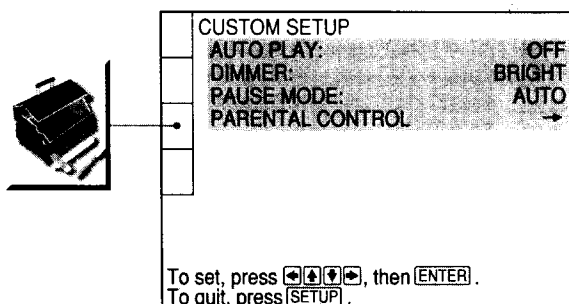 CUSTOM SETUP
AUTO PLAY: OFF
DIMMER: BRIGHT
PAUSE MODE: AUTO
PARENTAL CONTROL →
To set, press ←↑↓→, then ENTER.
To quit, press SETUP.